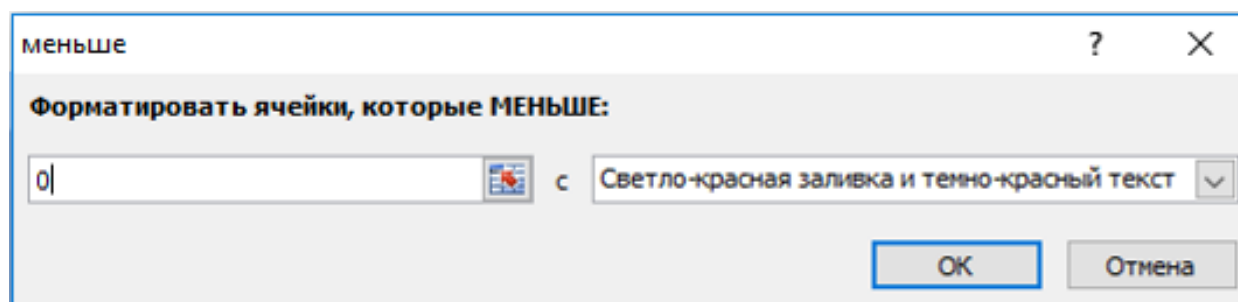 меньше ?
Форматировать ячейки, которые МЕНЬШЕ:
0 с Светло-красная заливка и темно-красный текст
ОК Отмена